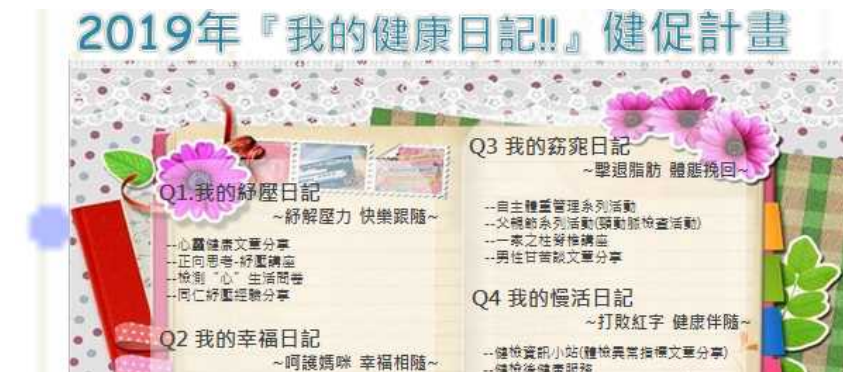 2019年『我的健康日記!!』健促計畫
Q1.我的紓壓日記
~紓解壓力 快樂跟隨~
--心靈健康文章分享
--正向思考-紓壓講座
--檢測“心”生活問卷
--同仁紓壓經驗分享
Q2 我的幸福日記
~呵護媽咪 幸福相隨~
Q3 我的窈窕日記
~擊退脂肪 體態挽回~
--自主體重管理系列活動
--父親節系列活動(頸動脈檢查活動)
--一家之柱脊椎講座
--男性甘苦談文章分享
Q4 我的慢活日記
~打敗紅字 健康伴隨~
--健檢資訊小站(體檢異常指標文章分享)
--健檢後健康服務